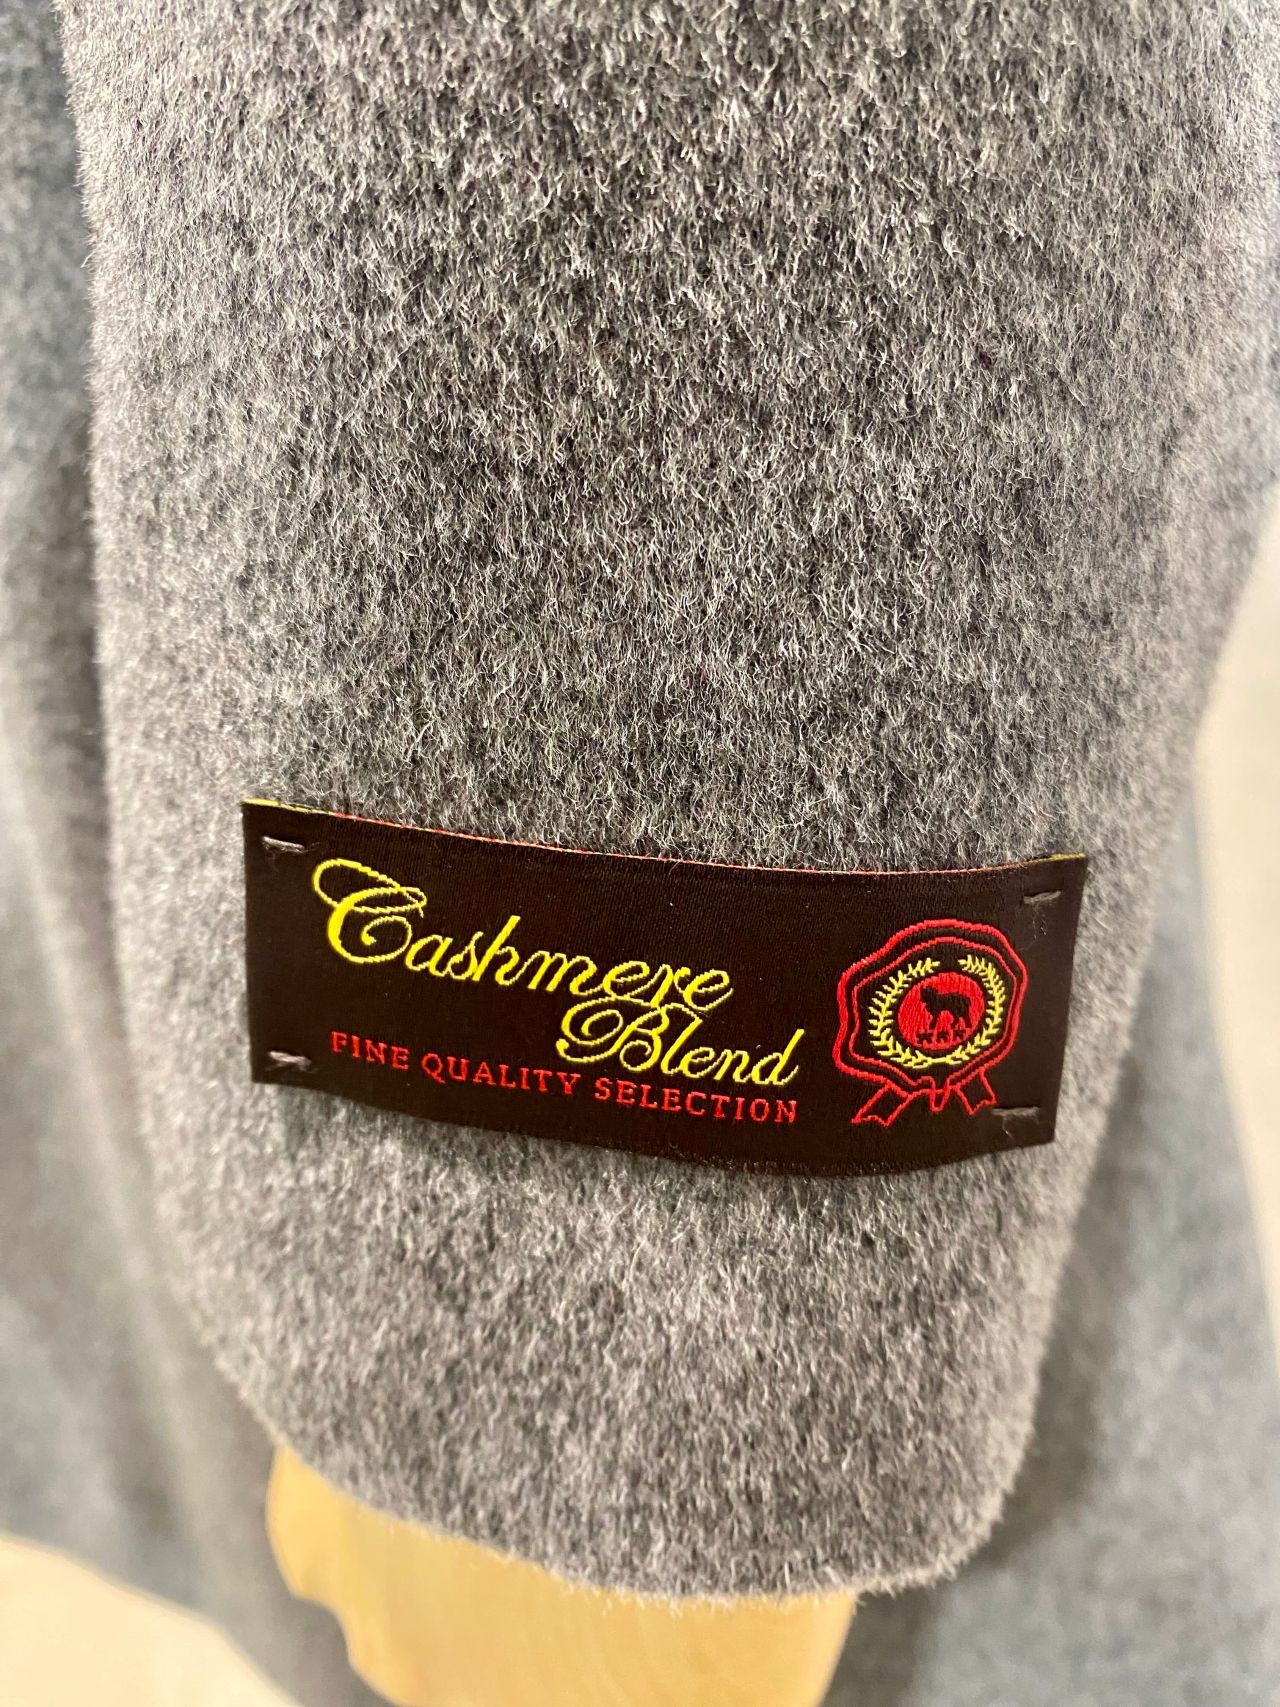 Cashmere
Blend
FINE QUALITY SELECTION